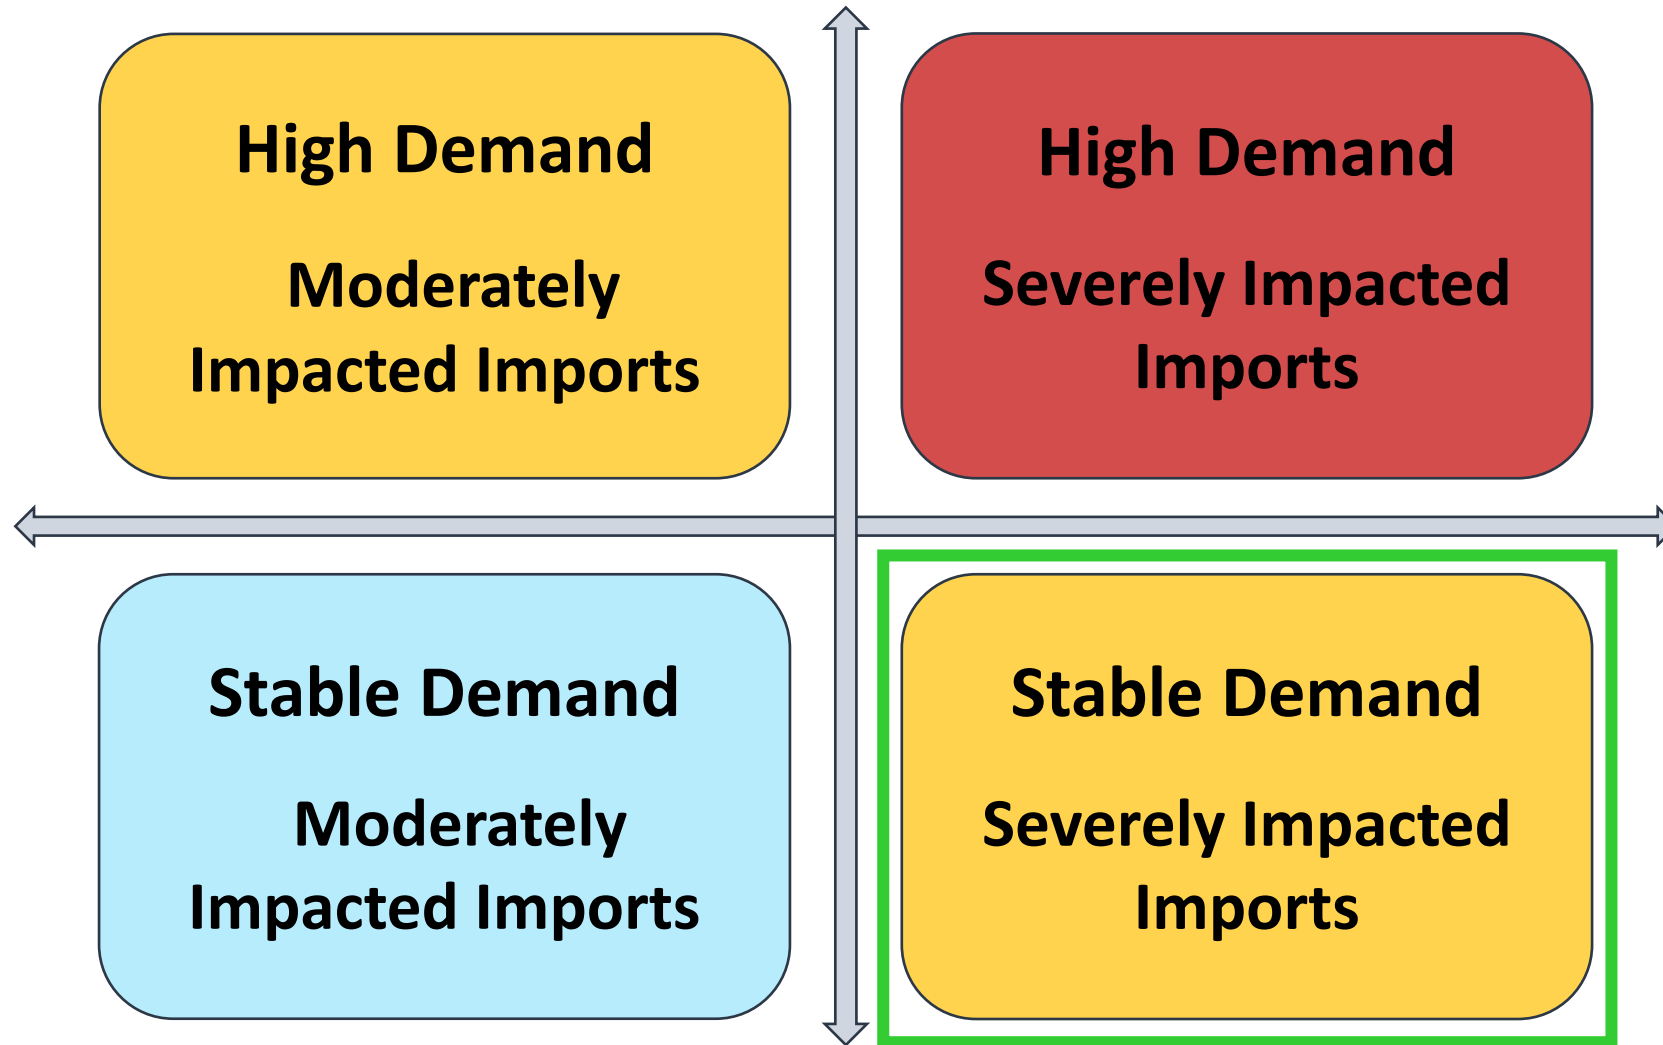 High Demand
Moderately
Impacted Imports
High Demand
Severely Impacted
Imports
Stable Demand
Moderately
Impacted Imports
Stable Demand
Severely Impacted
Imports